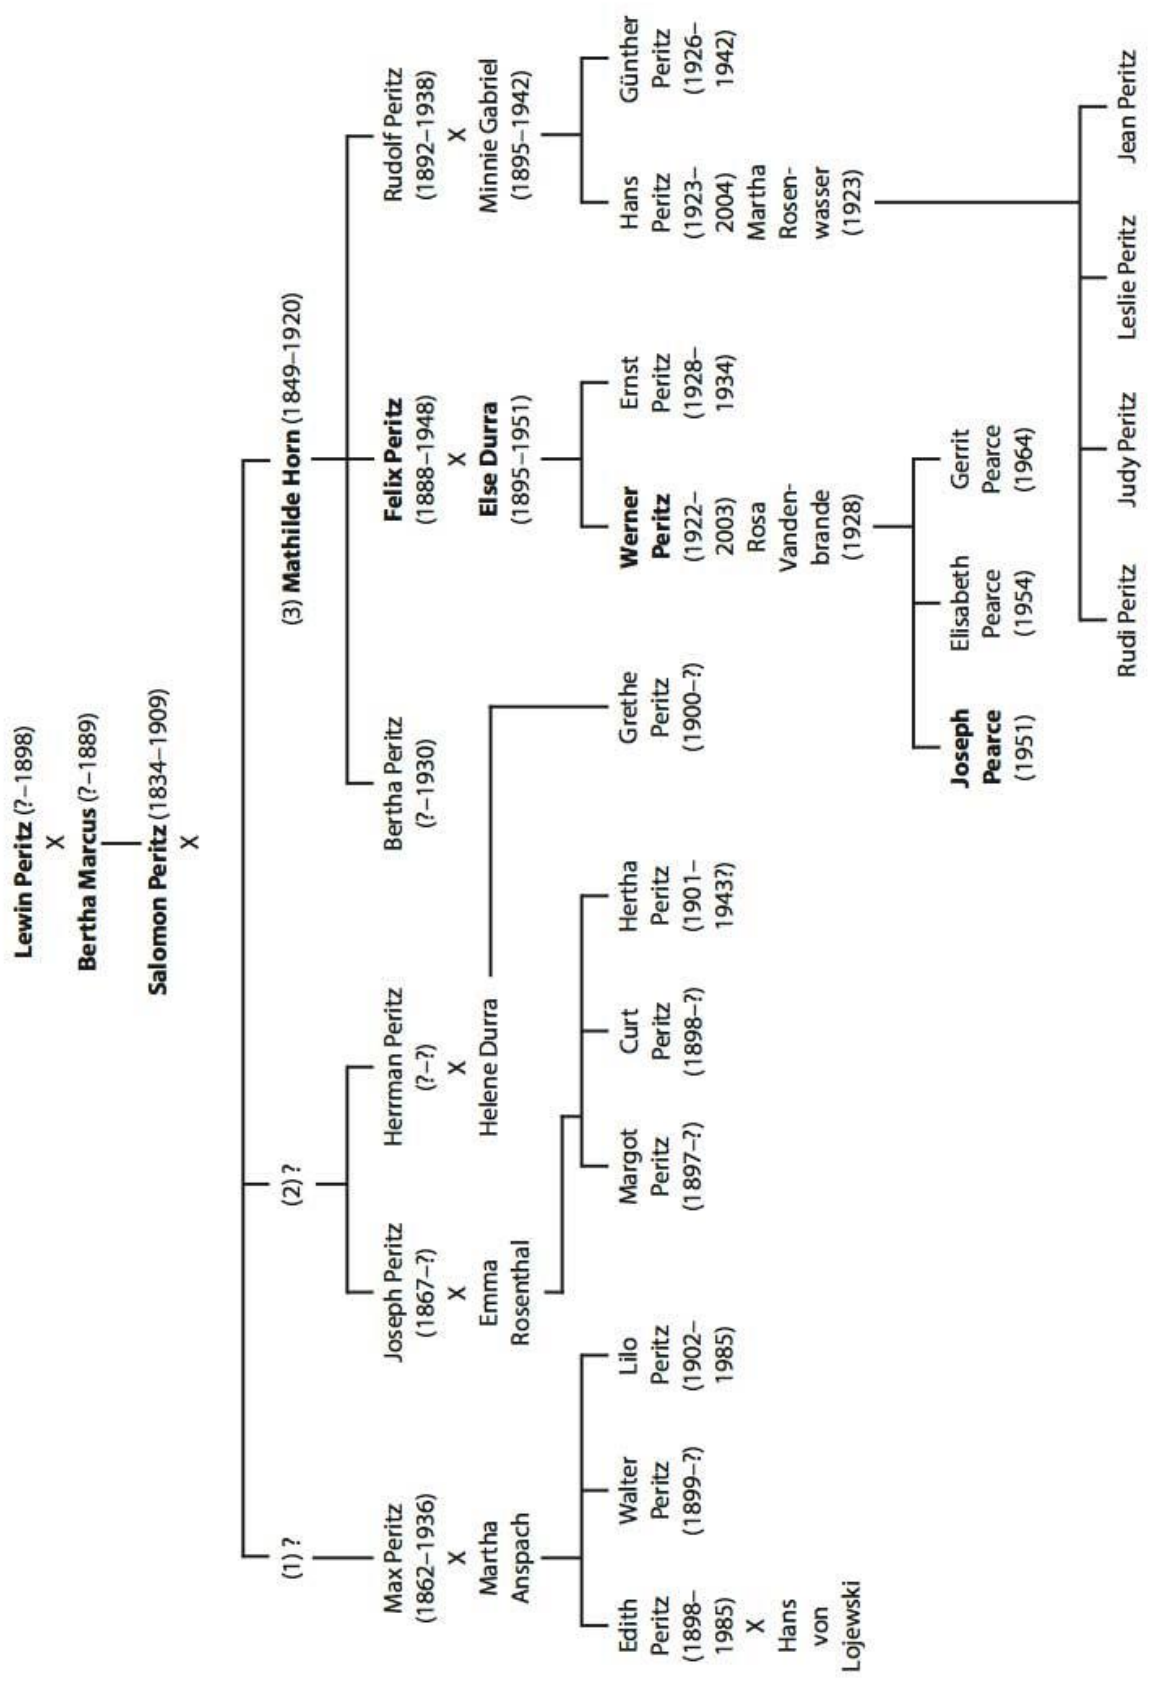 Lewin Peritz (?–1898)
X
Bertha Marcus (?–1889)
Salomon Peritz (1834–1909)
X
(1) ?
(2) ?
(3) Mathilde Horn (1849–1920)
Max Peritz
(1862–1936)
X
Martha
Anspach
Joseph Peritz
(1867–?)
X
Emma
Rosenthal
Herrman Peritz
(?–?)
X
Helene Durra
Bertha Peritz
(?–1930)
Felix Peritz
(1888–1948)
X
Else Durra
(1895–1951)
Rudolf Peritz
(1892–1938)
X
Minnie Gabriel
(1895–1942)
Edith
Peritz
(1898–
1985)
X
Hans
von
Lojewski
Walter
Peritz
(1899–?)
Lilo
Peritz
(1902–
1985)
Margot
Peritz
(1897–?)
Curt
Peritz
(1898–?)
Hertha
Peritz
(1901–
1943?)
Grethe
Peritz
(1900–?)
Werner
Peritz
(1922–
2003)
Rosa
Vanden-
brande
(1928)
Ernst
Peritz
(1928–
1934)
Hans
Peritz
(1923–
2004)
Martha
Rosen-
wasser
(1923)
Günther
Peritz
(1926–
1942)
Joseph
Pearce
(1951)
Elisabeth
Pearce
(1954)
Gerrit
Pearce
(1964)
Rudi Peritz
Judy Peritz
Leslie Peritz
Jean Peritz